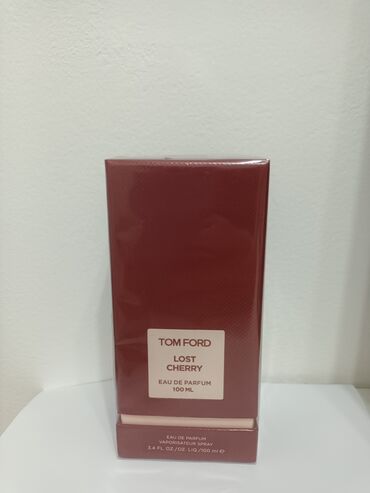 TOM FORD
LOST
CHERRY
EAU DE PARFUM
100 ML
EAU DE PARFUM
VAPORISATEUR SPRAY
3.4 FL.OZ./OZ. LIQ/100 ml ℮